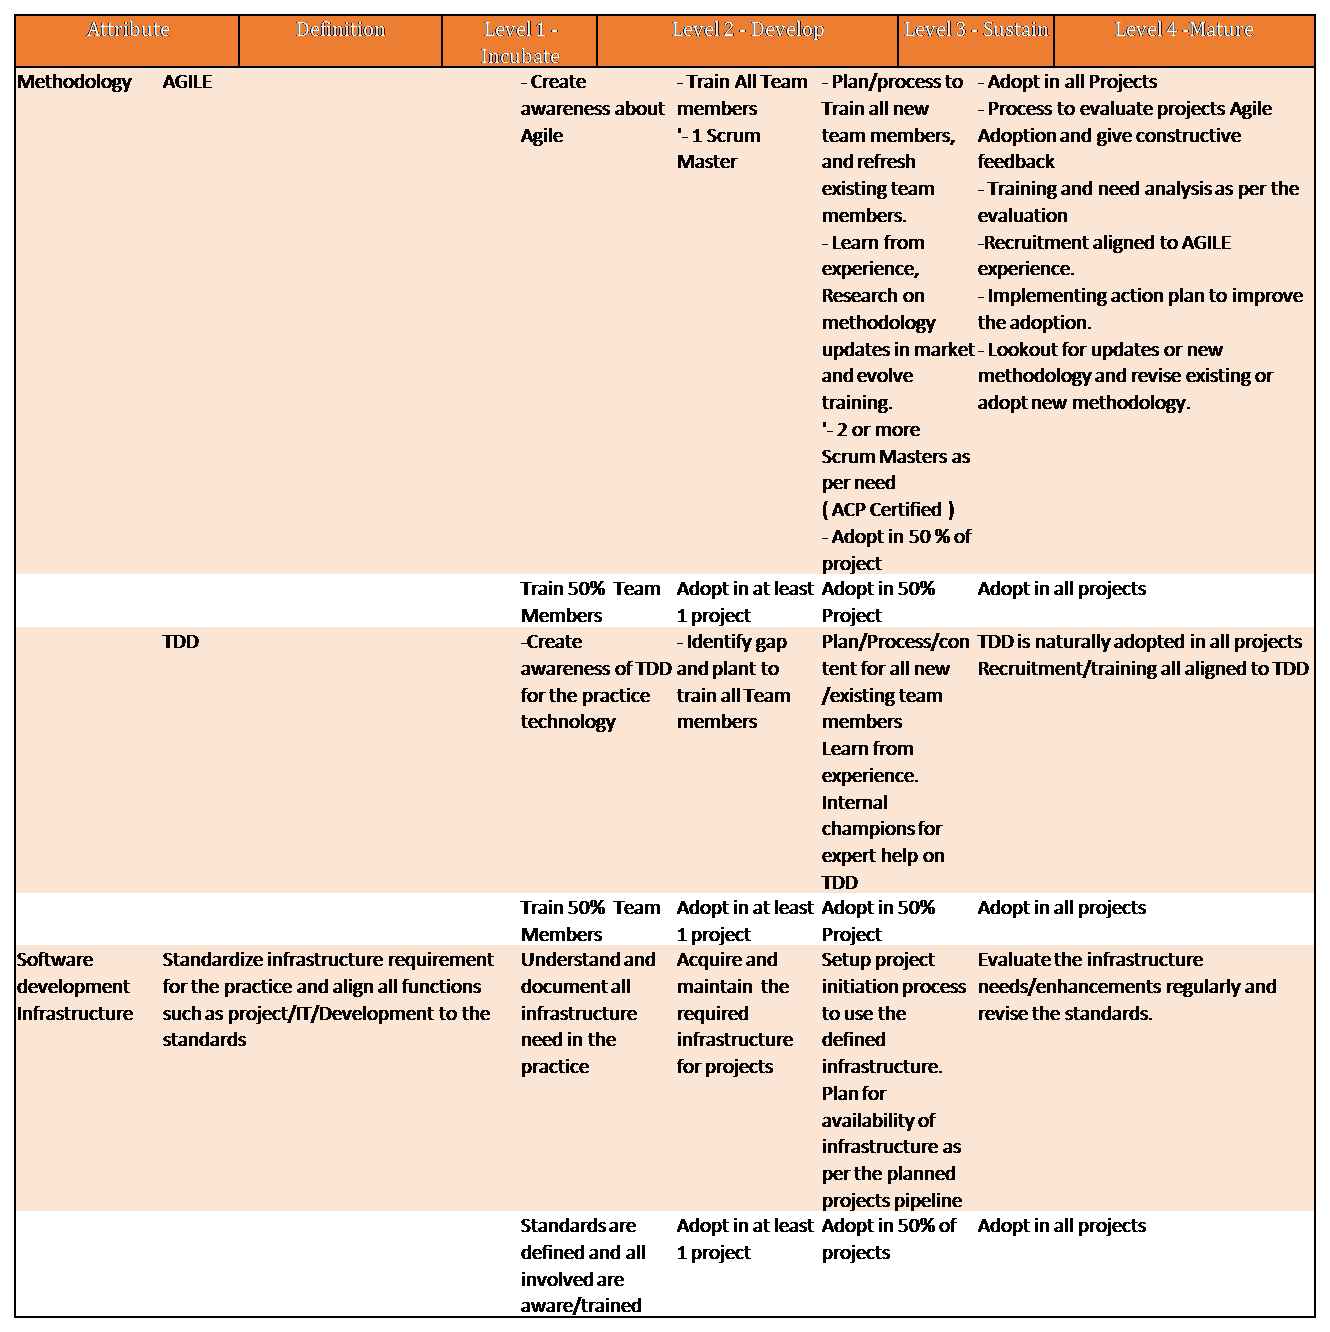 Attribute
Definition
Level 1 -
Incubate
Level 2 - Develop
Level 3 - Sustain
Level 4 -Mature
Methodology
AGILE
- Create
awareness about
Agile
- Train All Team
members
'- 1 Scrum
Master
- Plan/process to
Train all new
team members,
and refresh
existing team
members.
- Learn from
experience,
Research on
methodology
updates in market
and evolve
training.
'- 2 or more
Scrum Masters as
per need
( ACP Certified )
- Adopt in 50 % of
project
- Adopt in all Projects
- Process to evaluate projects Agile
Adoption and give constructive
feedback
- Training and need analysis as per the
evaluation
-Recruitment aligned to AGILE
experience.
- Implementing action plan to improve
the adoption.
- Lookout for updates or new
methodology and revise existing or
adopt new methodology.
Train 50% Team
Members
Adopt in at least
1 project
Adopt in 50%
Project
Adopt in all projects
TDD
-Create
awareness of TDD
for the practice
technology
- Identify gap
and plant to
train all Team
members
Plan/Process/con
tent for all new
/existing team
members
Learn from
experience.
Internal
champions for
expert help on
TDD
TDD is naturally adopted in all projects
Recruitment/training all aligned to TDD
Train 50% Team
Members
Adopt in at least
1 project
Adopt in 50%
Project
Adopt in all projects
Software
development
Infrastructure
Standardize infrastructure requirement
for the practice and align all functions
such as project/IT/Development to the
standards
Understand and
document all
infrastructure
need in the
practice
Acquire and
maintain the
required
infrastructure
for projects
Setup project
initiation process
to use the
defined
infrastructure.
Plan for
availability of
infrastructure as
per the planned
projects pipeline
Evaluate the infrastructure
needs/enhancements regularly and
revise the standards.
Standards are
defined and all
involved are
aware/trained
Adopt in at least
1 project
Adopt in 50% of
projects
Adopt in all projects